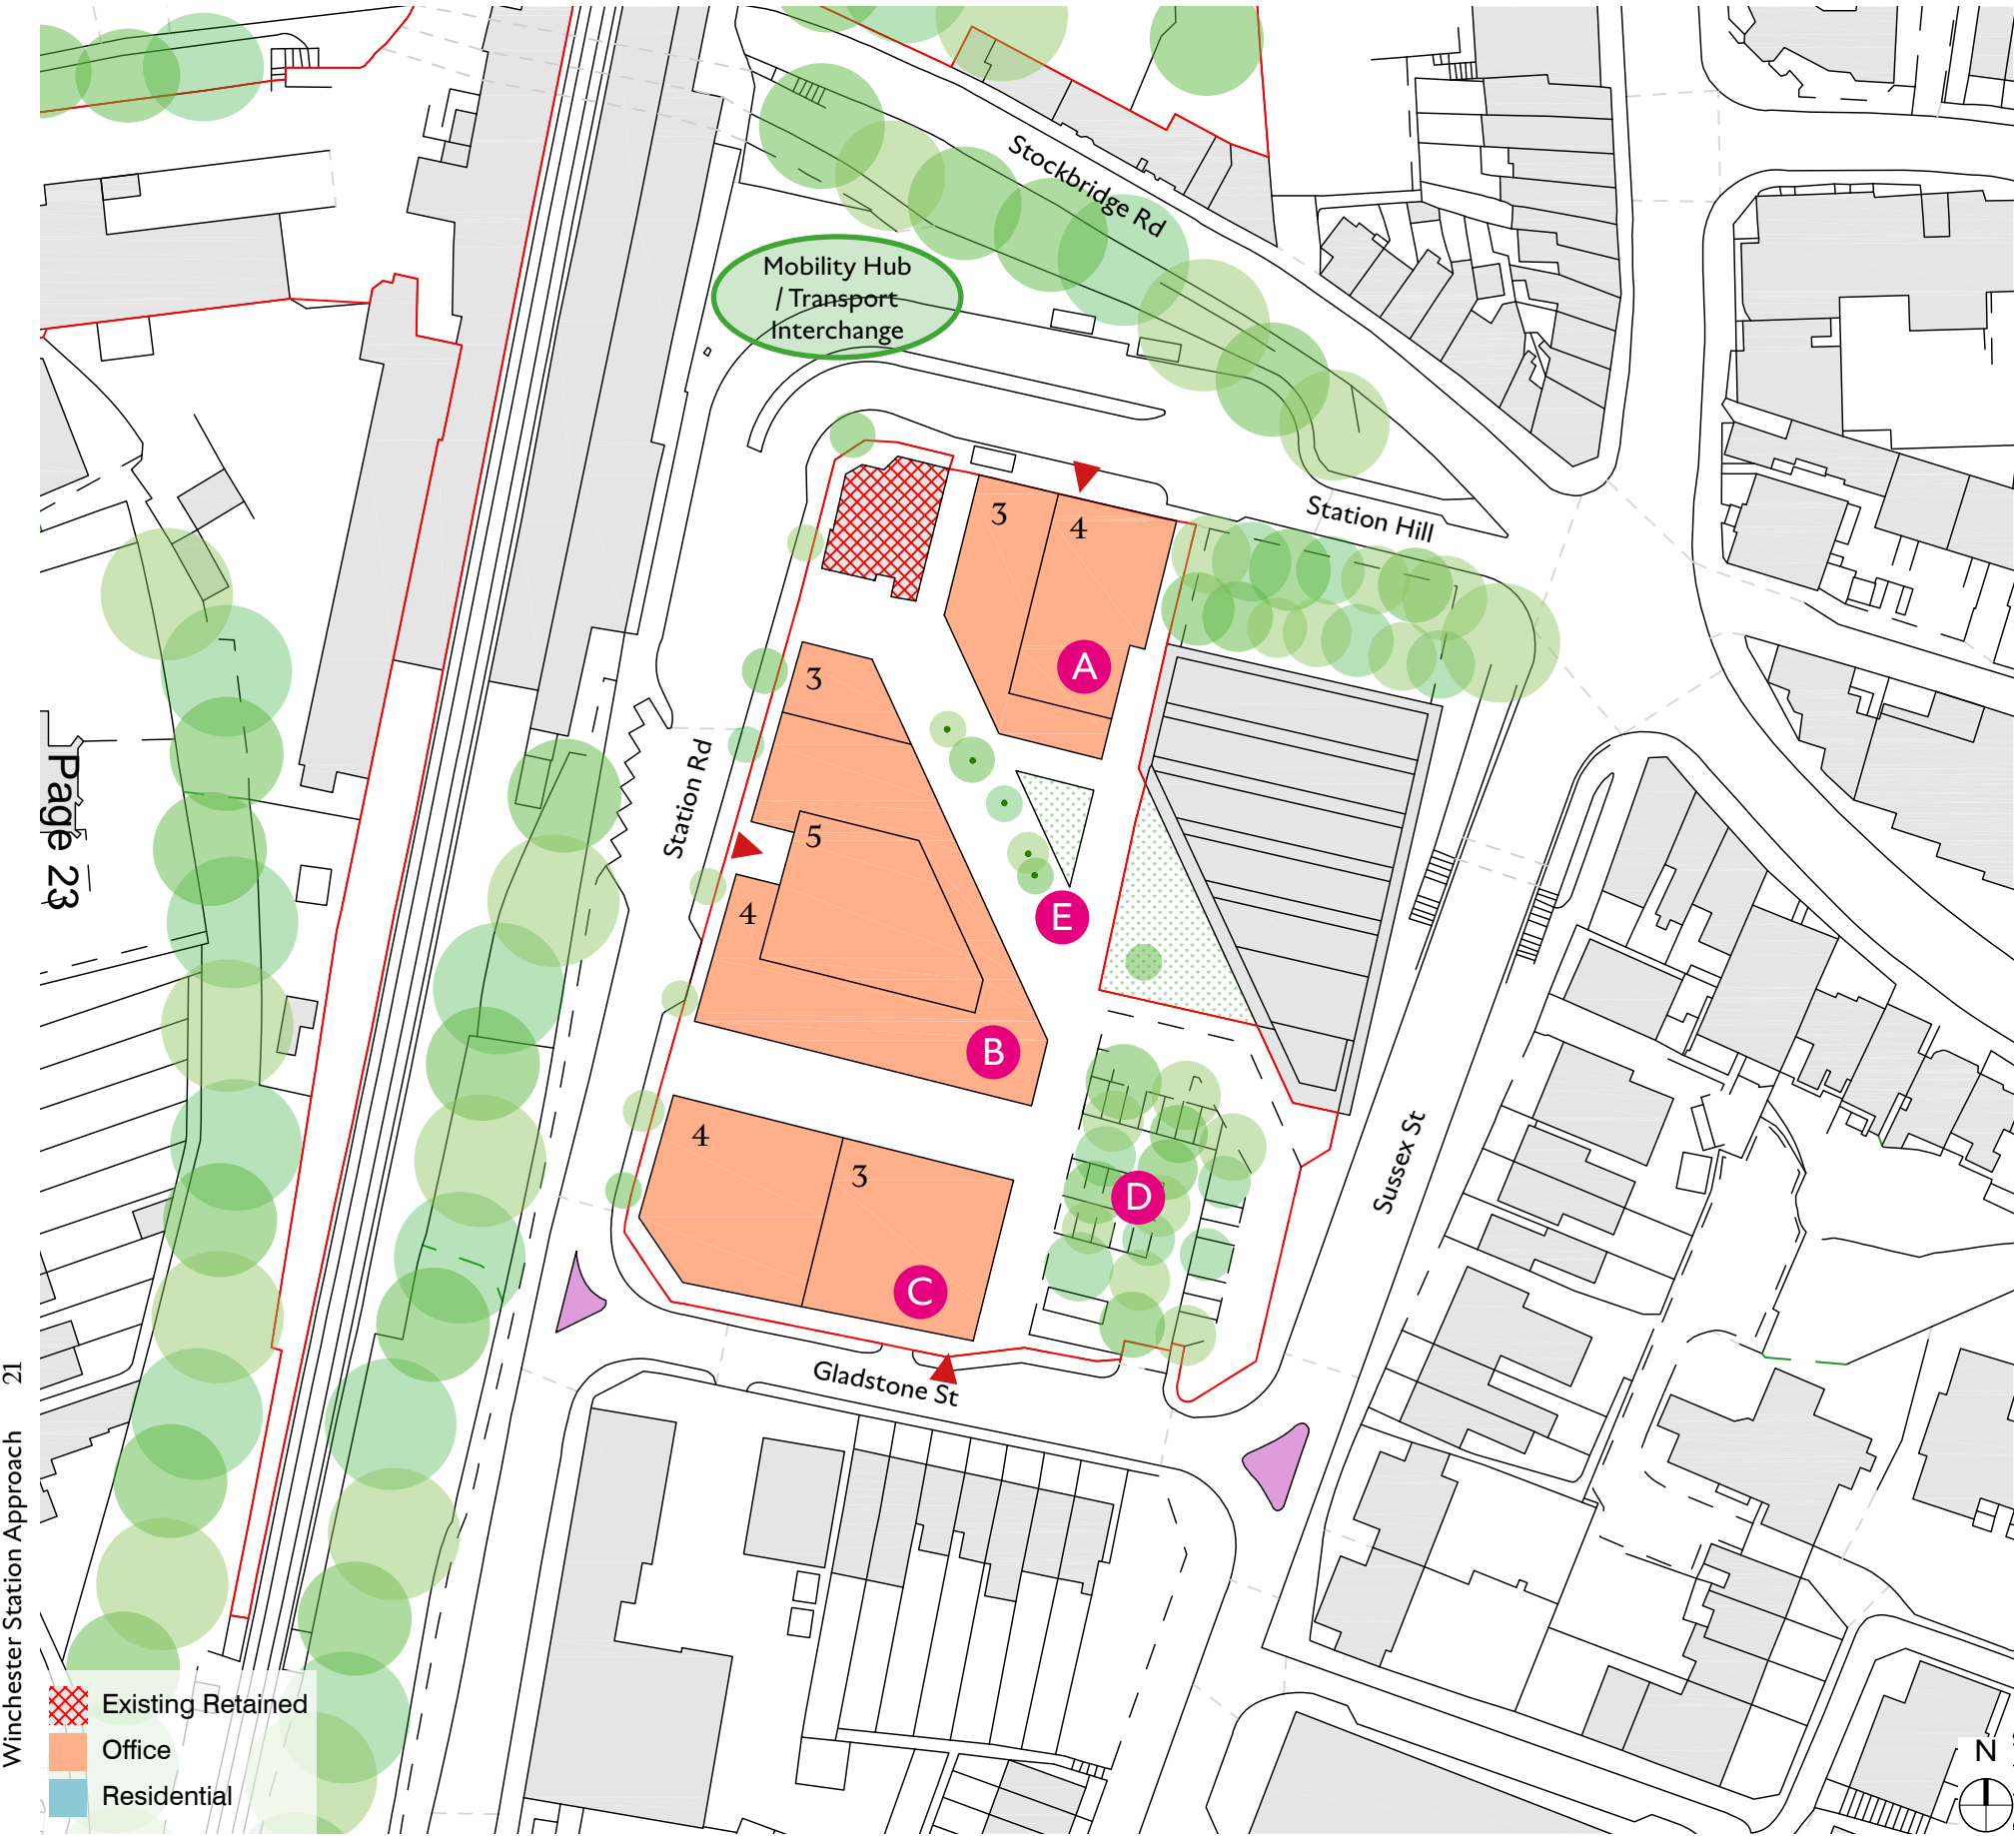 Stockbridge Rd
Mobility Hub
/ Transport
Interchange
Station Hill
3
4
A
3
5
4
E
B
Station Rd
Page 23
4
3
C
D
Sussex St
Gladstone St
Winchester Station Approach 21
Existing Retained
Office
Residential
N